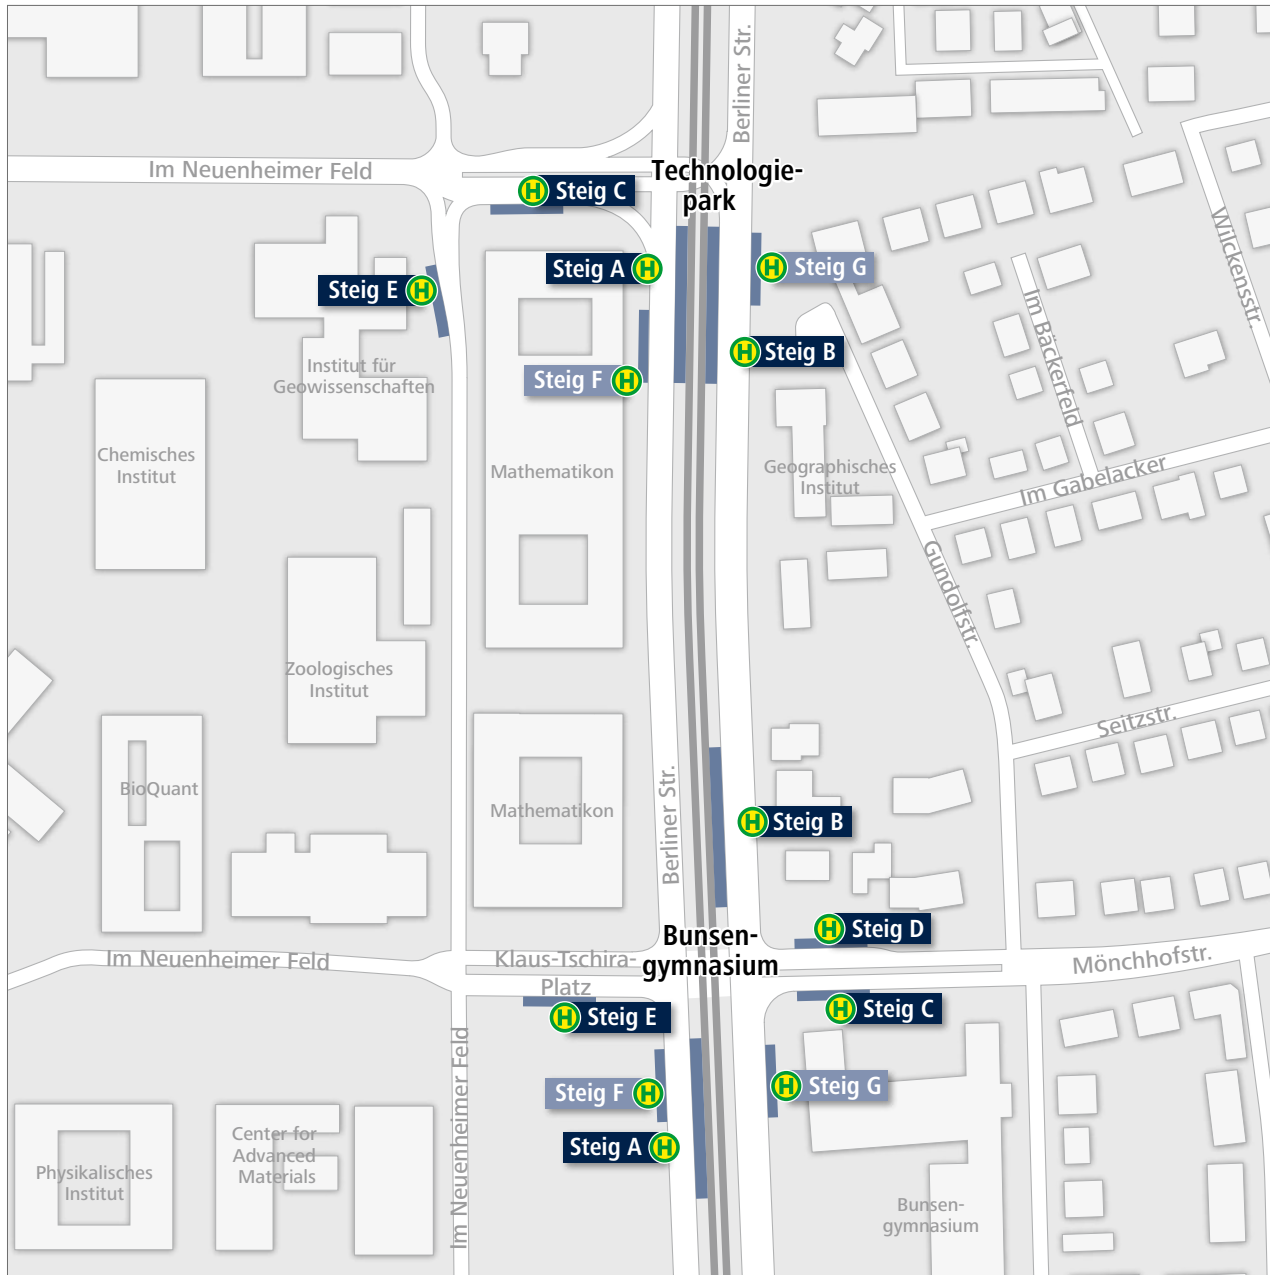 Berliner Str.
Im Neuenheimer Feld
Technologie-
park
H Steig C
Steig A H
H Steig G
Steig E H
H Steig B
Steig F H
Wilckensstr.
Im Bäckerfeld
Institut für
Geowissenschaften
Chemisches
Institut
Mathematikon
Geographisches
Institut
Im Gabelacker
Gundolfstr.
Zoologisches
Institut
Seitzstr.
BioQuant
Mathematikon
Berliner Str.
H Steig B
H Steig D
Bunsen-
gymnasium
Im Neuenheimer Feld
Klaus-Tschira-
Platz
Mönchhofstr.
H Steig E
H Steig C
Im Neuenheimer Feld
Steig F H
H Steig G
Steig A H
Center for
Advanced
Materials
Physikalisches
Institut
Bunsen-
gymnasium